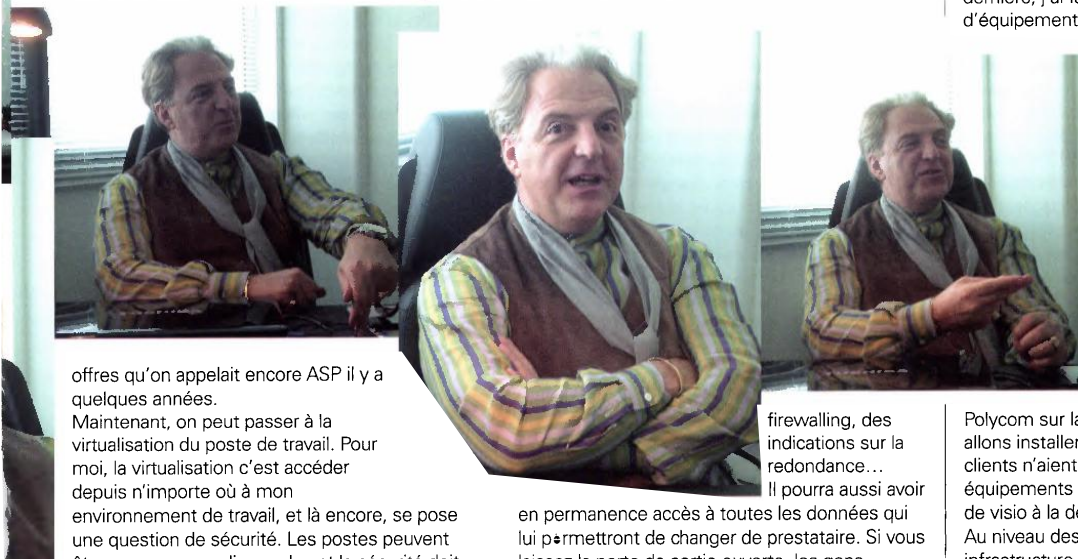 offres qu'on appelait encore ASP il y a
quelques années.
Maintenant, on peut passer à la
virtualisation du poste de travail. Pour
moi, la virtualisation c'est accéder
depuis n'importe où à mon
environnement de travail, et là encore, se pose
une question de sécurité. Les postes peuvent
firewalling, des
indications sur la
redondance...
Il pourra aussi avoir
en permanence accès à toutes les données qui
lui permettront de changer de prestataire. Si vous
d'équipement
Polycom sur la
allons installer
clients n'aient
équipements
de visio à la de
Au niveau des